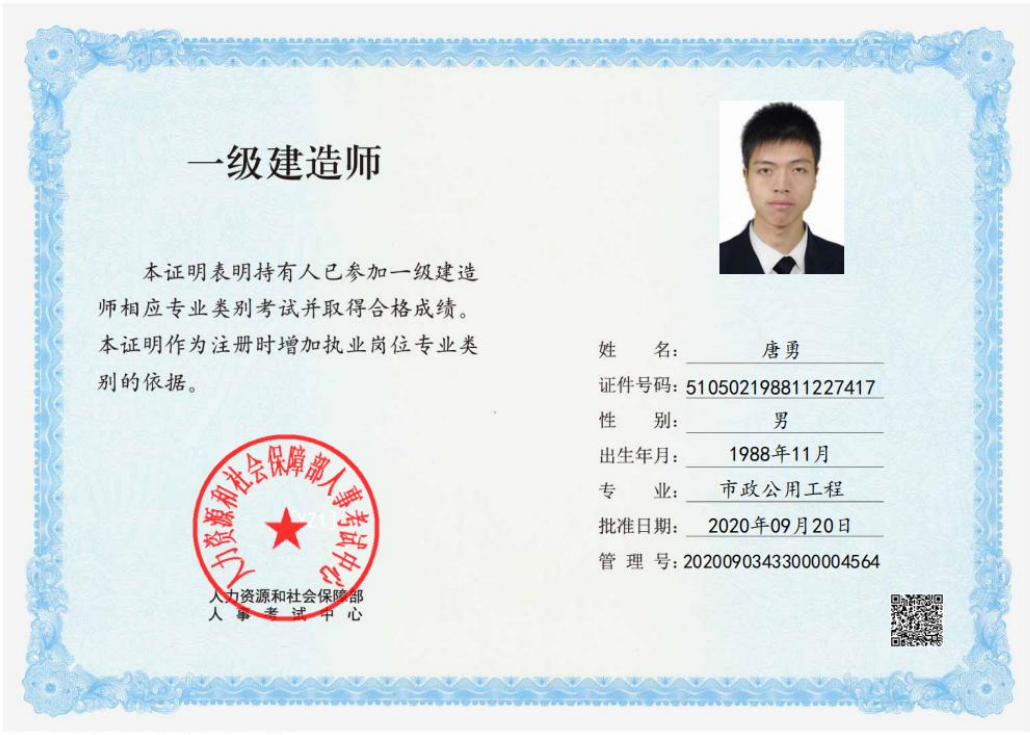 一级建造师
本证明表明持有人已参加一级建造
师相应专业类别考试并取得合格成绩。
本证明作为注册时增加执业岗位专业类
别的依据。
人力资源和社会保障部人事考试中心
人力资源和社会保障部
人事考试中心
姓 名: 唐勇
证件号码: 510502198811227417
性 别: 男
出生年月: 1988年11月
专 业: 市政公用工程
批准日期: 2020年09月20日
管 理 号: 20200903433000004564